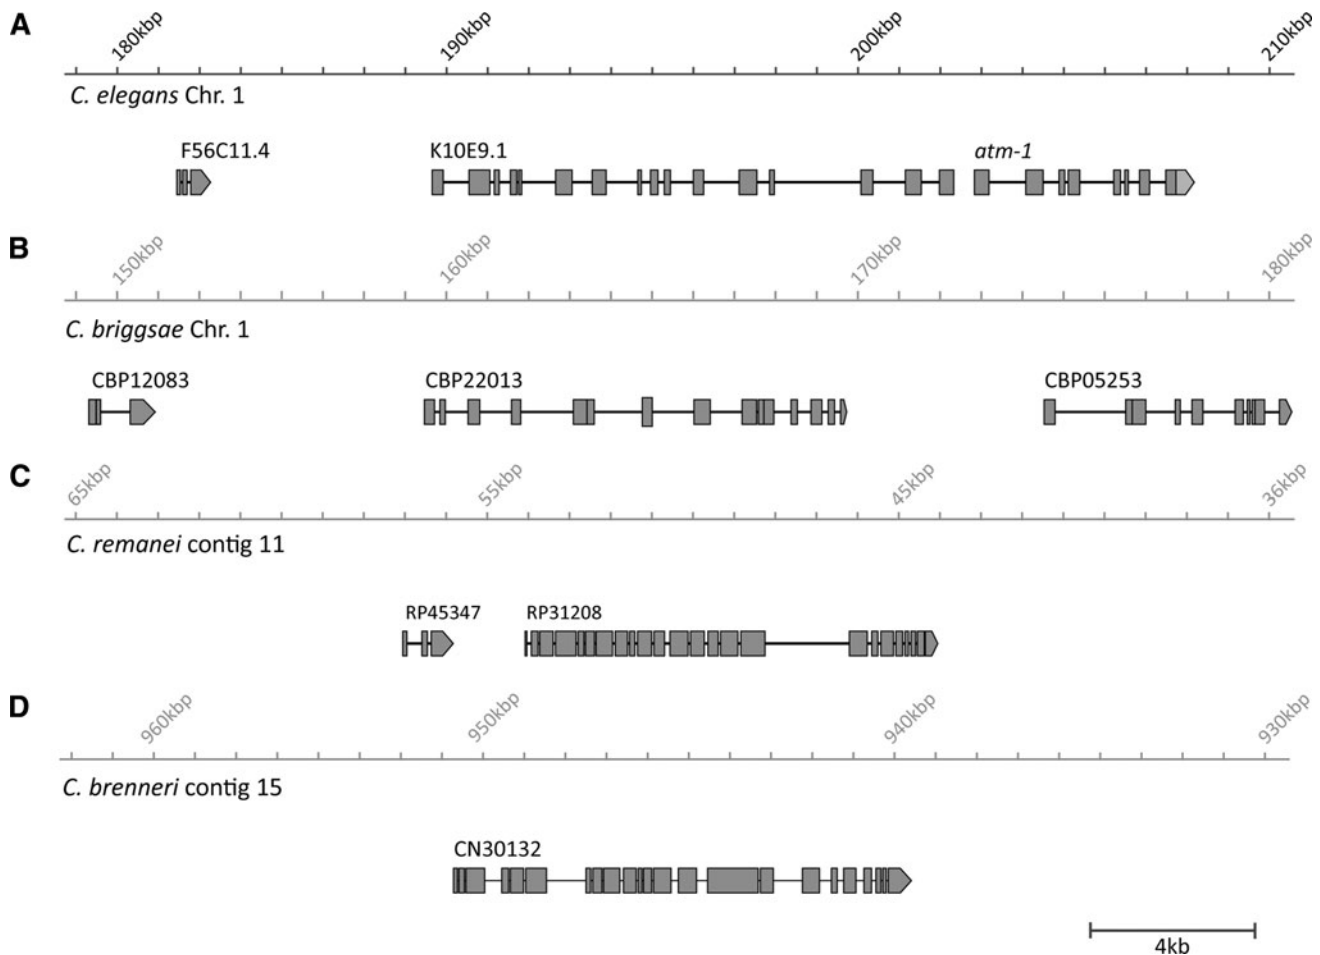 A
180kbp 190kbp 200kbp 210kbp
C. elegans Chr. 1
F56C11.4 K10E9.1 atm-1
B
150kbp 160kbp 170kbp 180kbp
C. briggsae Chr. 1
CBP12083 CBP22013 CBP05253
C
65kbp 55kbp 45kbp 36kbp
C. remanei contig 11
RP45347 RP31208
D
960kbp 950kbp 940kbp 930kbp
C. brenneri contig 15
CN30132
4kb